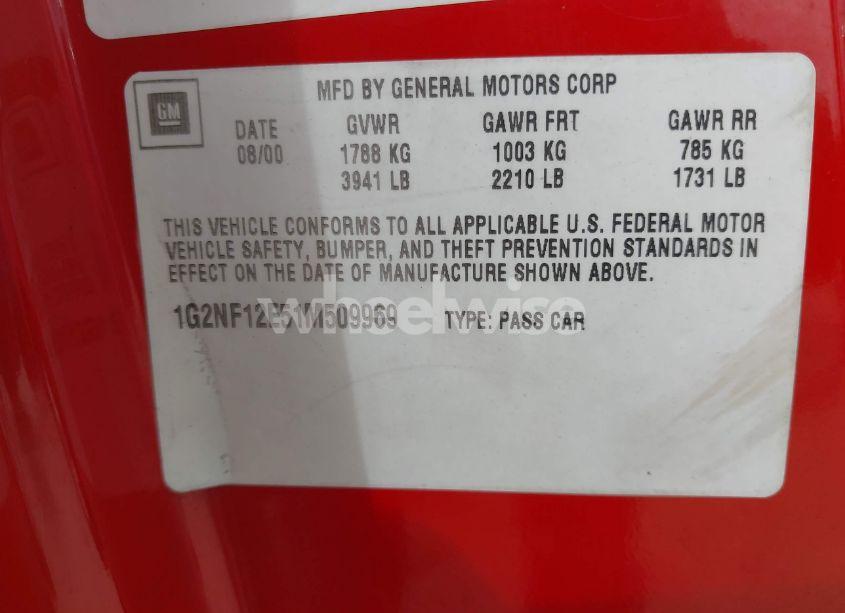 GM
MFD BY GENERAL MOTORS CORP
DATE GVWR GAWR FRT GAWR RR
08/00 1788 KG 1003 KG 785 KG
3941 LB 2210 LB 1731 LB
THIS VEHICLE CONFORMS TO ALL APPLICABLE U.S. FEDERAL MOTOR
VEHICLE SAFETY, BUMPER, AND THEFT PREVENTION STANDARDS IN
EFFECT ON THE DATE OF MANUFACTURE SHOWN ABOVE.
1G2NF12E51M509969 TYPE: PASS CAR
wheelwise